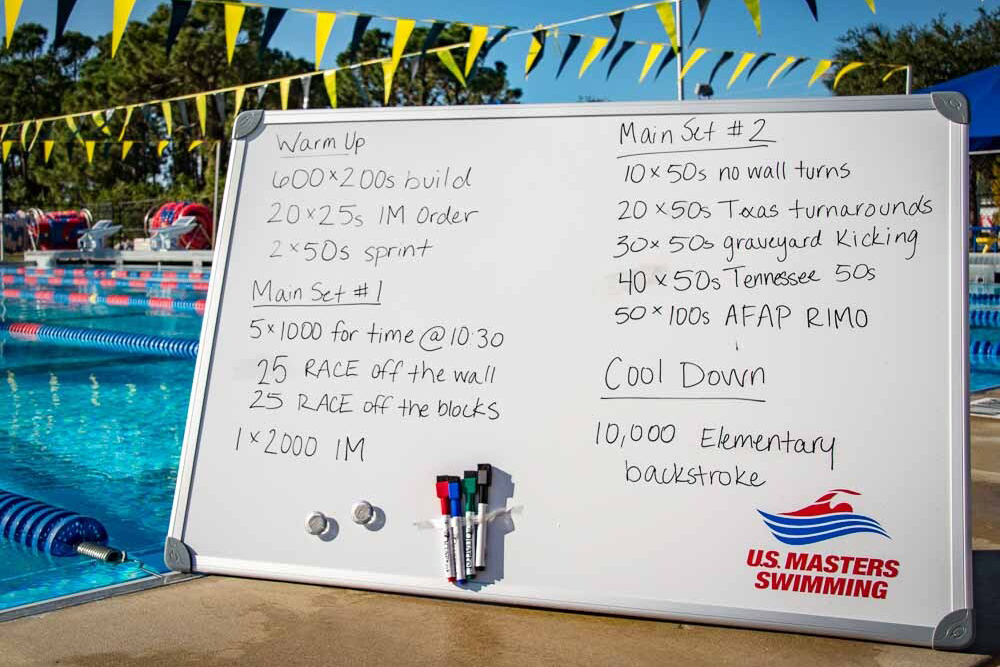 Warm Up
600×200s build
20×25s IM Order
2×50s sprint
Main Set #1
5×1000 for time @ 10:30
25 RACE off the wall
25 RACE off the blocks
1×2000 IM
Main Set #2
10×50s no wall turns
20×50s Texas turnarounds
30×50s graveyard Kicking
40×50s Tennessee 50s
50×100s AFAP RIMO
Cool Down
10,000 Elementary
backstroke
U.S. MASTERS
SWIMMING